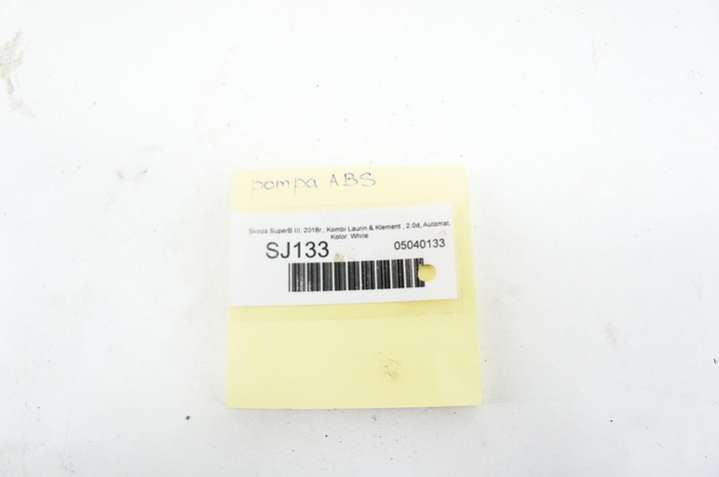 pompa ABS
Skoda SuperB III, 2018r., Kombi Laurin & Klement , 2.0d, Automat,
Kolor: White
SJ133
05040133